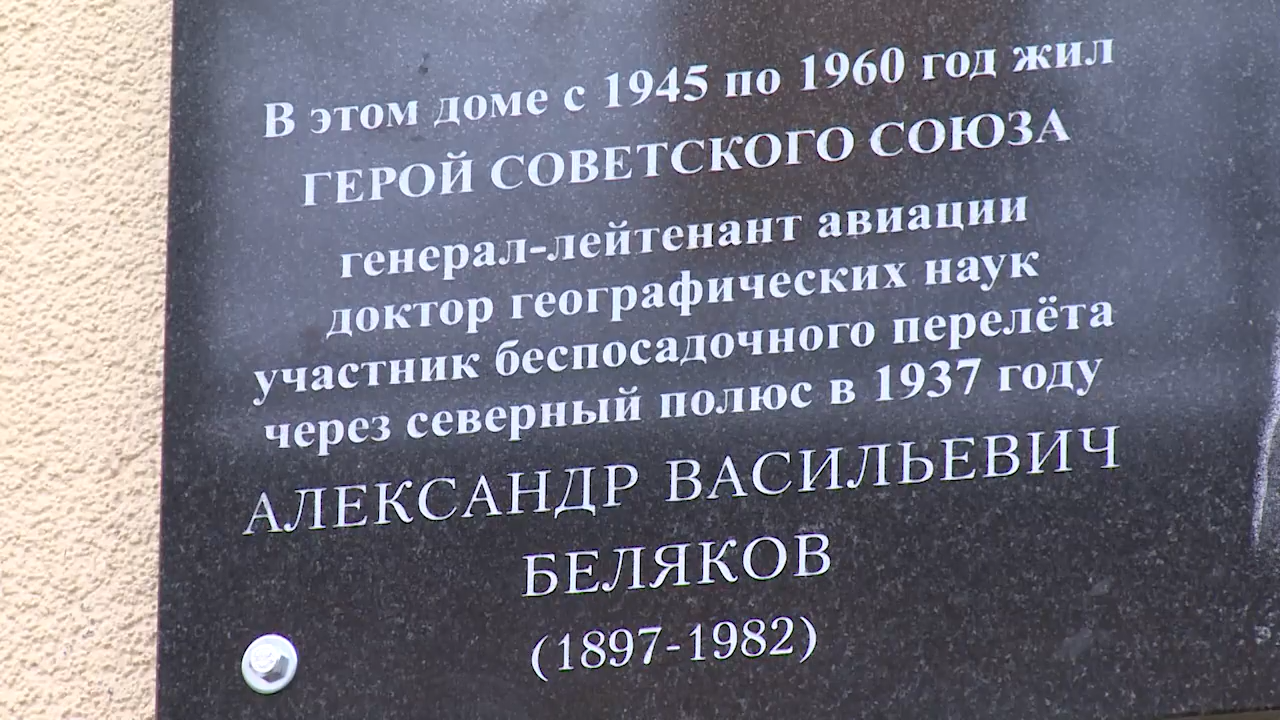 В этом доме с 1945 по 1960 год жил
ГЕРОЙ СОВЕТСКОГО СОЮЗА
генерал-лейтенант авиации
доктор географических наук
участник беспосадочного перелёта
через северный полюс в 1937 году
АЛЕКСАНДР ВАСИЛЬЕВИЧ
БЕЛЯКОВ
(1897-1982)